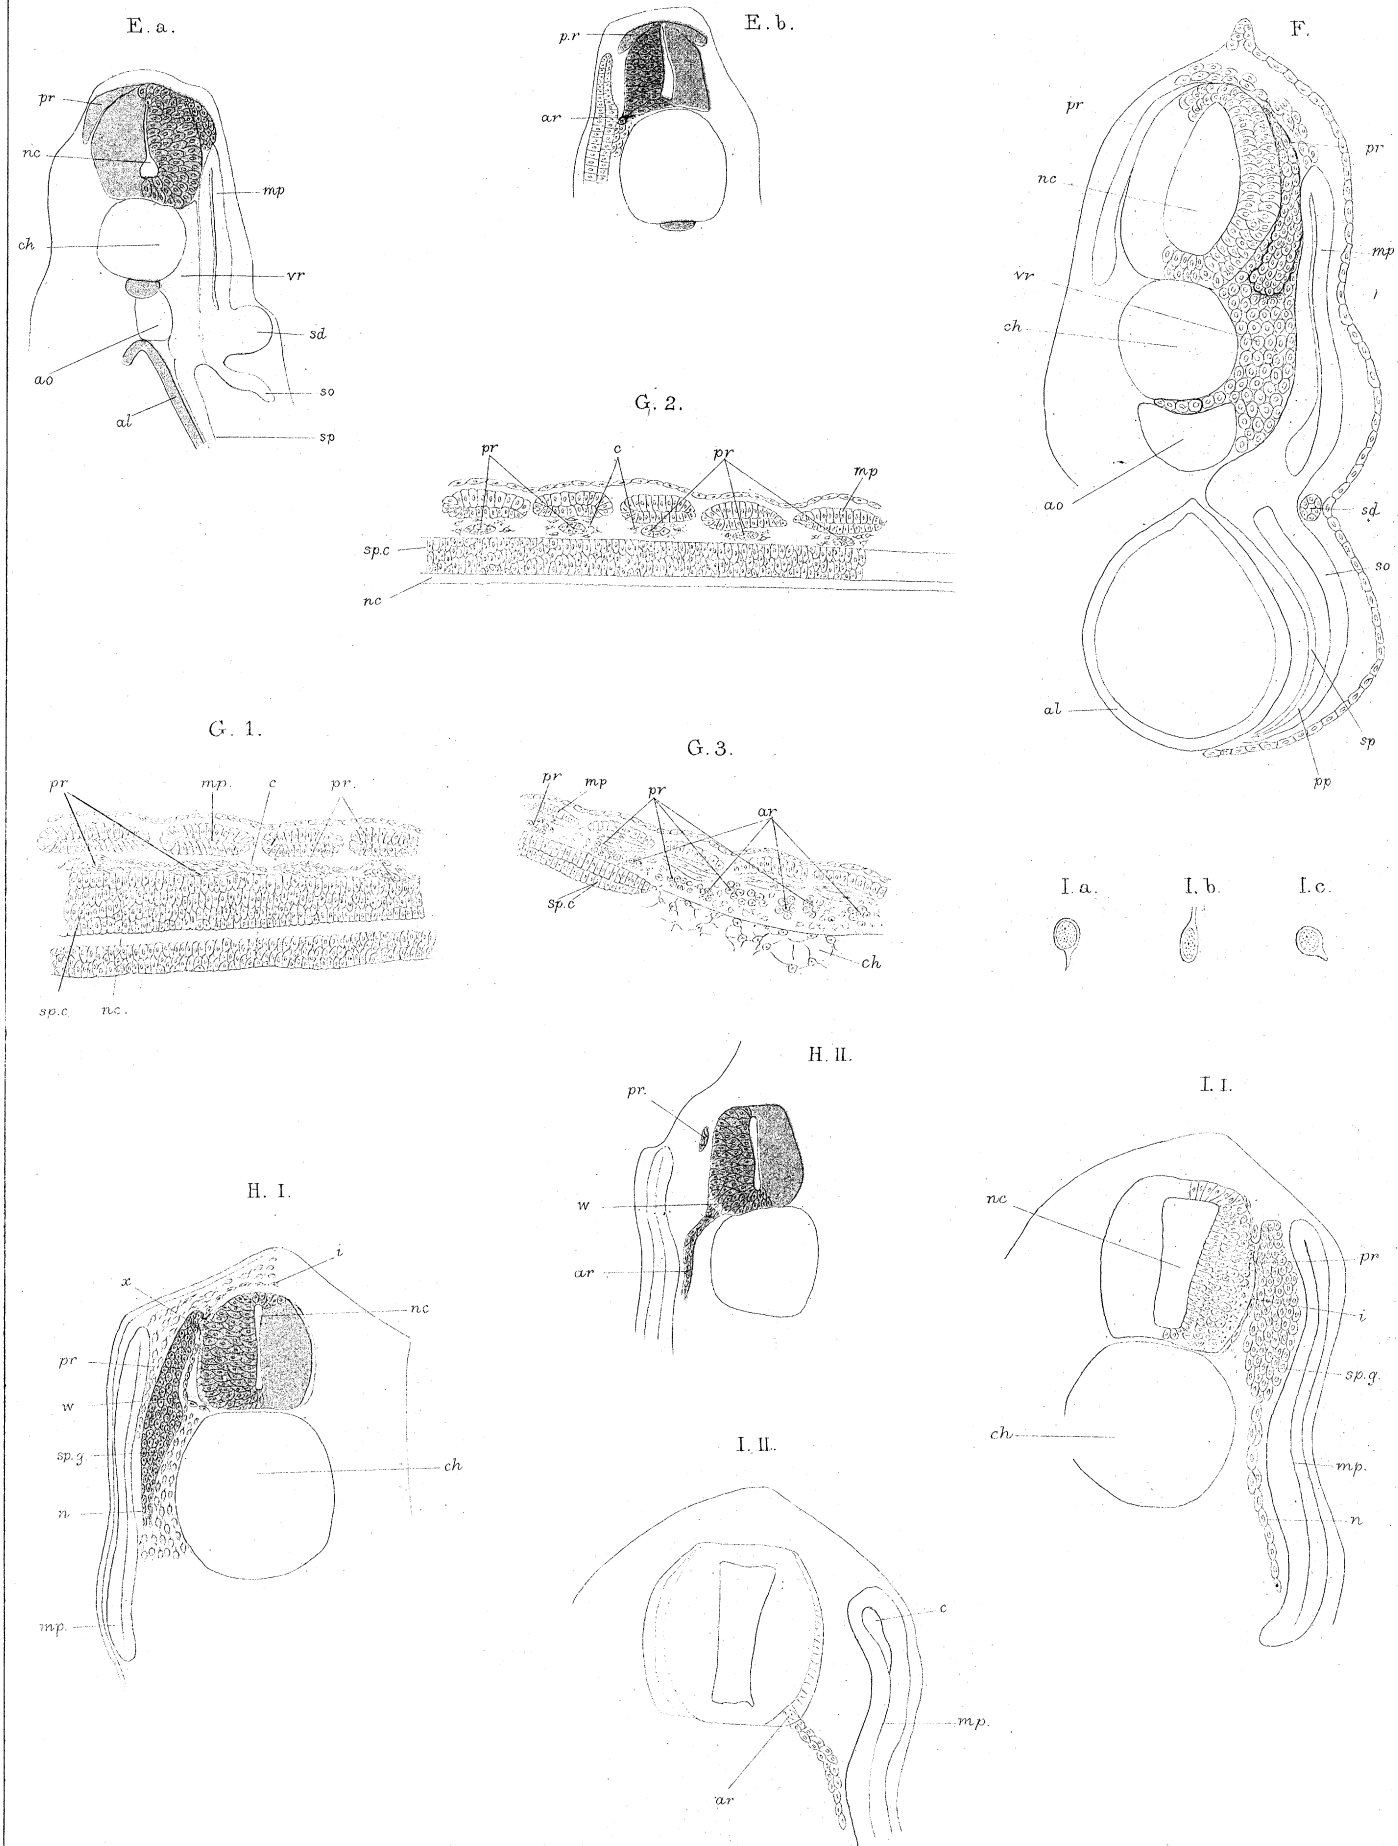 E. a.
pr
nc
mp
ch
vr
sd
ao
so
al
sp
E. b.
p.r
ar
F.
pr
pr
nc
mp
vr
ch
ao
sd
so
al
sp
pp
G. 2.
pr
c
pr
mp
sp.c
nc
G. 1.
pr
mp.
c
pr.
sp.c
nc.
G. 3.
pr
mp
pr
ar
sp.c
ch
I. a.
I. b.
I. c.
H. I.
i
x
nc
pr
w
sp.g
ch
n
mp.
H. II.
pr.
w
ar
I. I.
nc
pr
i
sp.g.
ch
mp.
n
I. II.
c
mp.
ar